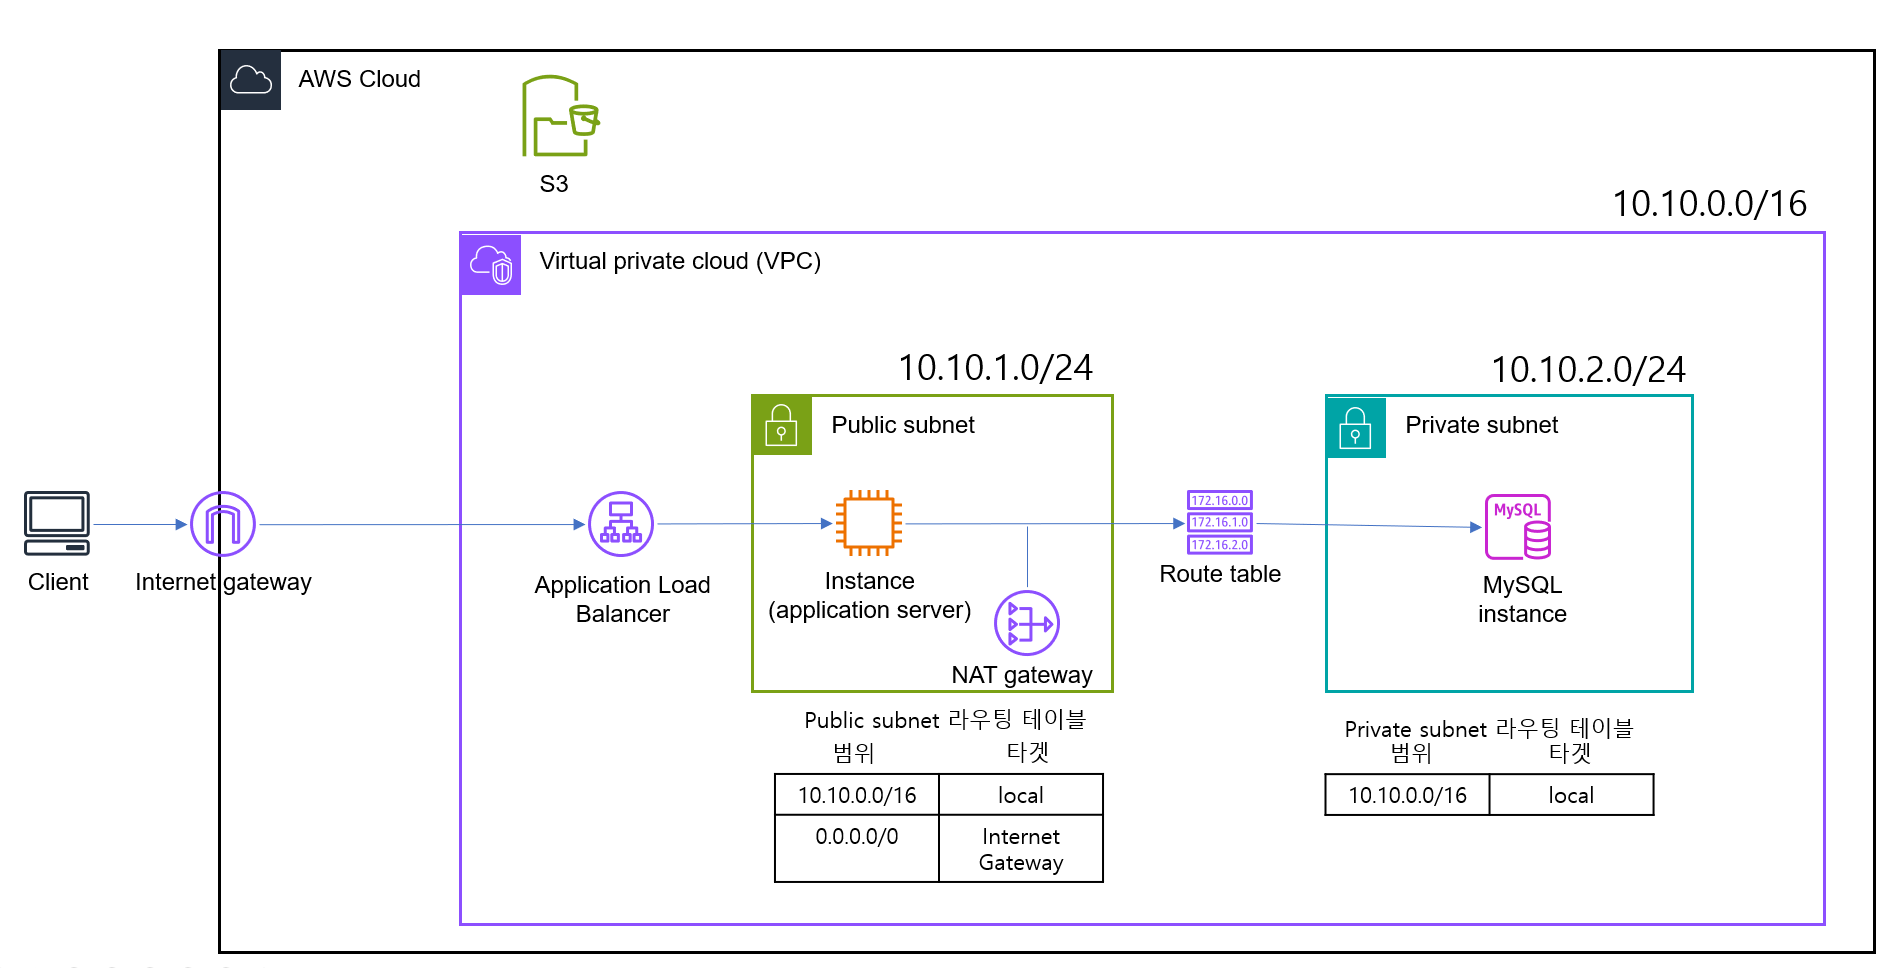 AWS Cloud
S3
10.10.0.0/16
Virtual private cloud (VPC)
10.10.1.0/24
10.10.2.0/24
Public subnet
Private subnet
172.16.0.0
172.16.1.0
172.16.2.0
MySQL
Client
Internet gateway
Application Load
Balancer
Instance
(application server)
NAT gateway
Route table
MySQL
instance
Public subnet 라우팅 테이블
범위 타겟
10.10.0.0/16 local
0.0.0.0/0 Internet
Gateway
Private subnet 라우팅 테이블
범위 타겟
10.10.0.0/16 local